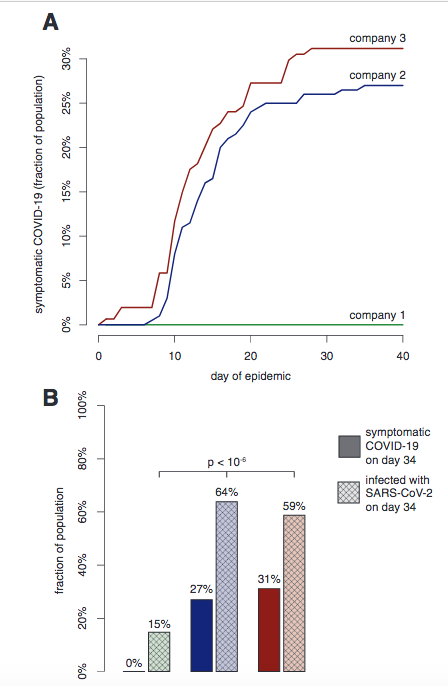 A
company 3
company 2
company 1
symptomatic COVID-19 (fraction of population)
30%
25%
20%
15%
10%
5%
0%
0
10
20
30
40
day of epidemic
B
fraction of population
100%
80%
60%
40%
20%
0%
p < 10⁻⁶
0%
15%
27%
64%
31%
59%
symptomatic
COVID-19
on day 34
infected with
SARS-CoV-2
on day 34